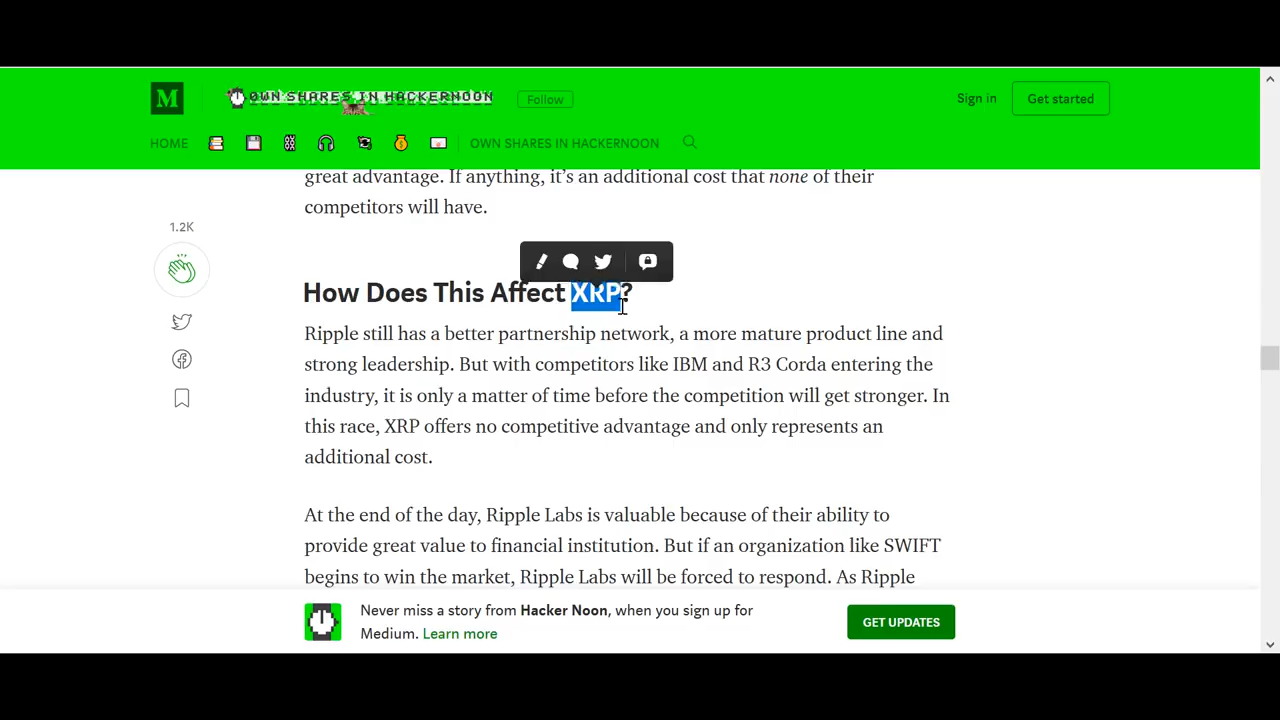 M
OWN SHARES IN HACKERNOON
Follow
Sign in
Get started
HOME
OWN SHARES IN HACKERNOON
great advantage. If anything, it’s an additional cost that none of their
competitors will have.
1.2K
How Does This Affect XRP?
Ripple still has a better partnership network, a more mature product line and
strong leadership. But with competitors like IBM and R3 Corda entering the
industry, it is only a matter of time before the competition will get stronger. In
this race, XRP offers no competitive advantage and only represents an
additional cost.
At the end of the day, Ripple Labs is valuable because of their ability to
provide great value to financial institution. But if an organization like SWIFT
begins to win the market, Ripple Labs will be forced to respond. As Ripple
Never miss a story from Hacker Noon, when you sign up for
Medium. Learn more
GET UPDATES